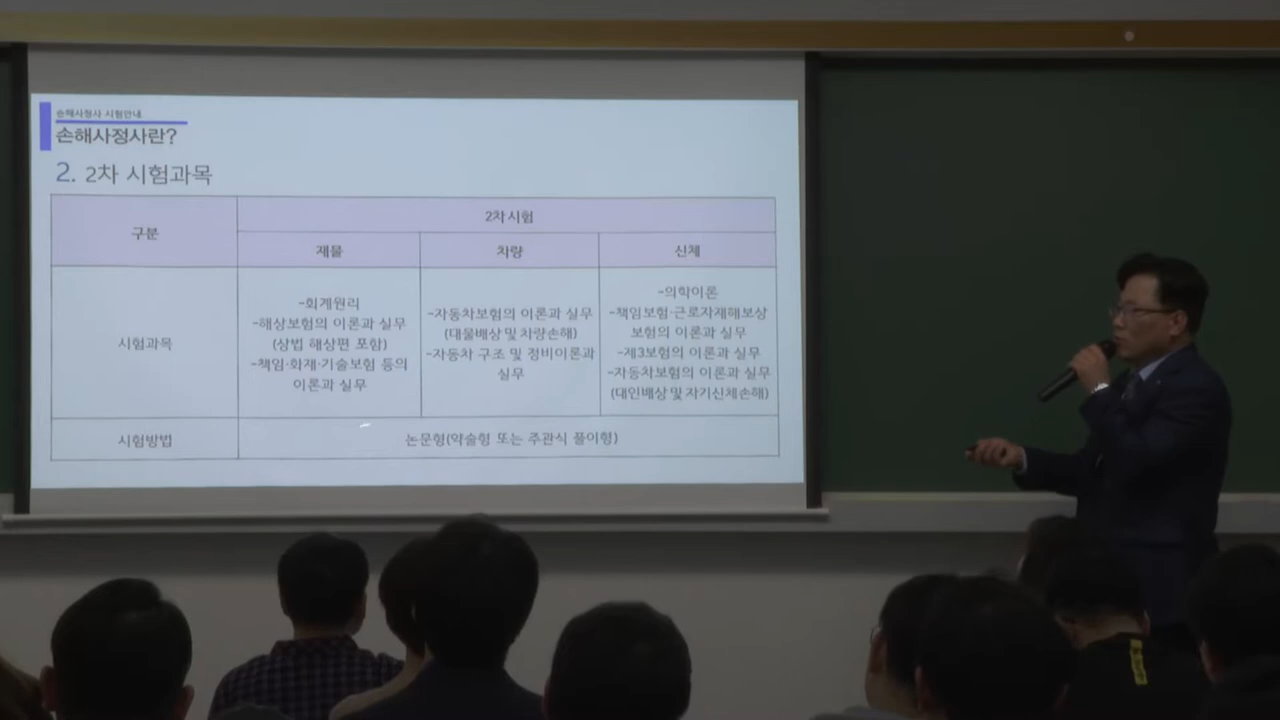 손해사정사 시험안내
손해사정사란?
2. 2차 시험과목
구분
2차 시험
재물
차량
신체
시험과목
-회계원리
-해상보험의 이론과 실무
(상법 해상편 포함)
-책임·화재·기술보험 등의
이론과 실무
-자동차보험의 이론과 실무
(대물배상 및 차량손해)
-자동차 구조 및 정비이론과
실무
-의학이론
-책임보험·근로자재해보상
보험의 이론과 실무
-제3보험의 이론과 실무
-자동차보험의 이론과 실무
(대인배상 및 자기신체손해)
시험방법
논문형(약술형 또는 주관식 풀이형)